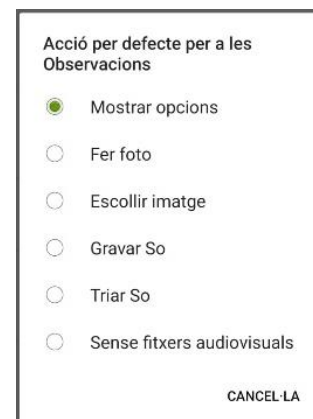 Acció per defecte per a les
Observacions
Mostrar opcions
Fer foto
Escollir imatge
Gravar So
Triar So
Sense fitxers audiovisuals
CANCEL·LA